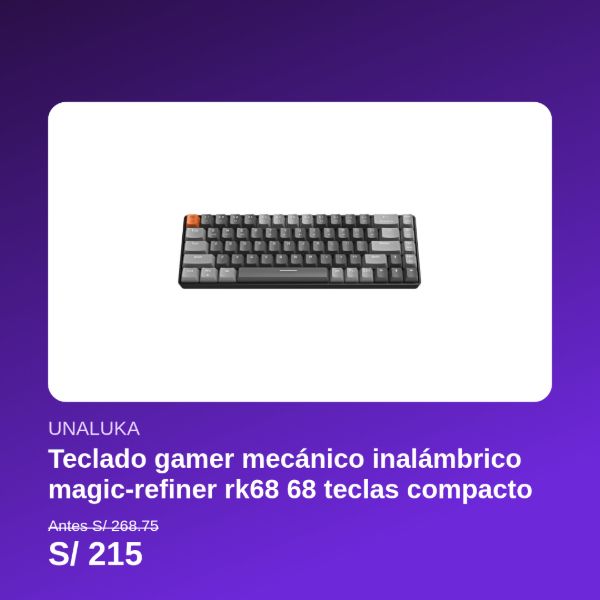 UNALUKA
Teclado gamer mecánico inalámbrico
magic-refiner rk68 68 teclas compacto
Antes S/ 268.75
S/ 215